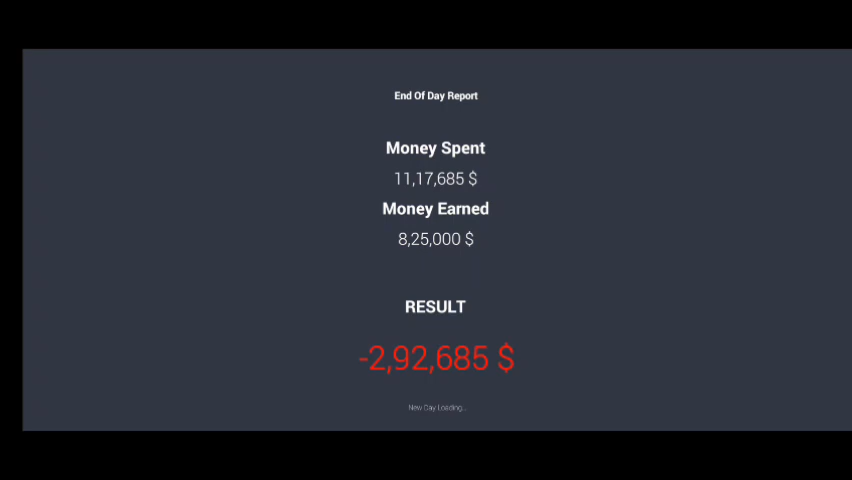 End Of Day Report
Money Spent
11,17,685 $
Money Earned
8,25,000 $
RESULT
-2,92,685 $
New Day Loading...